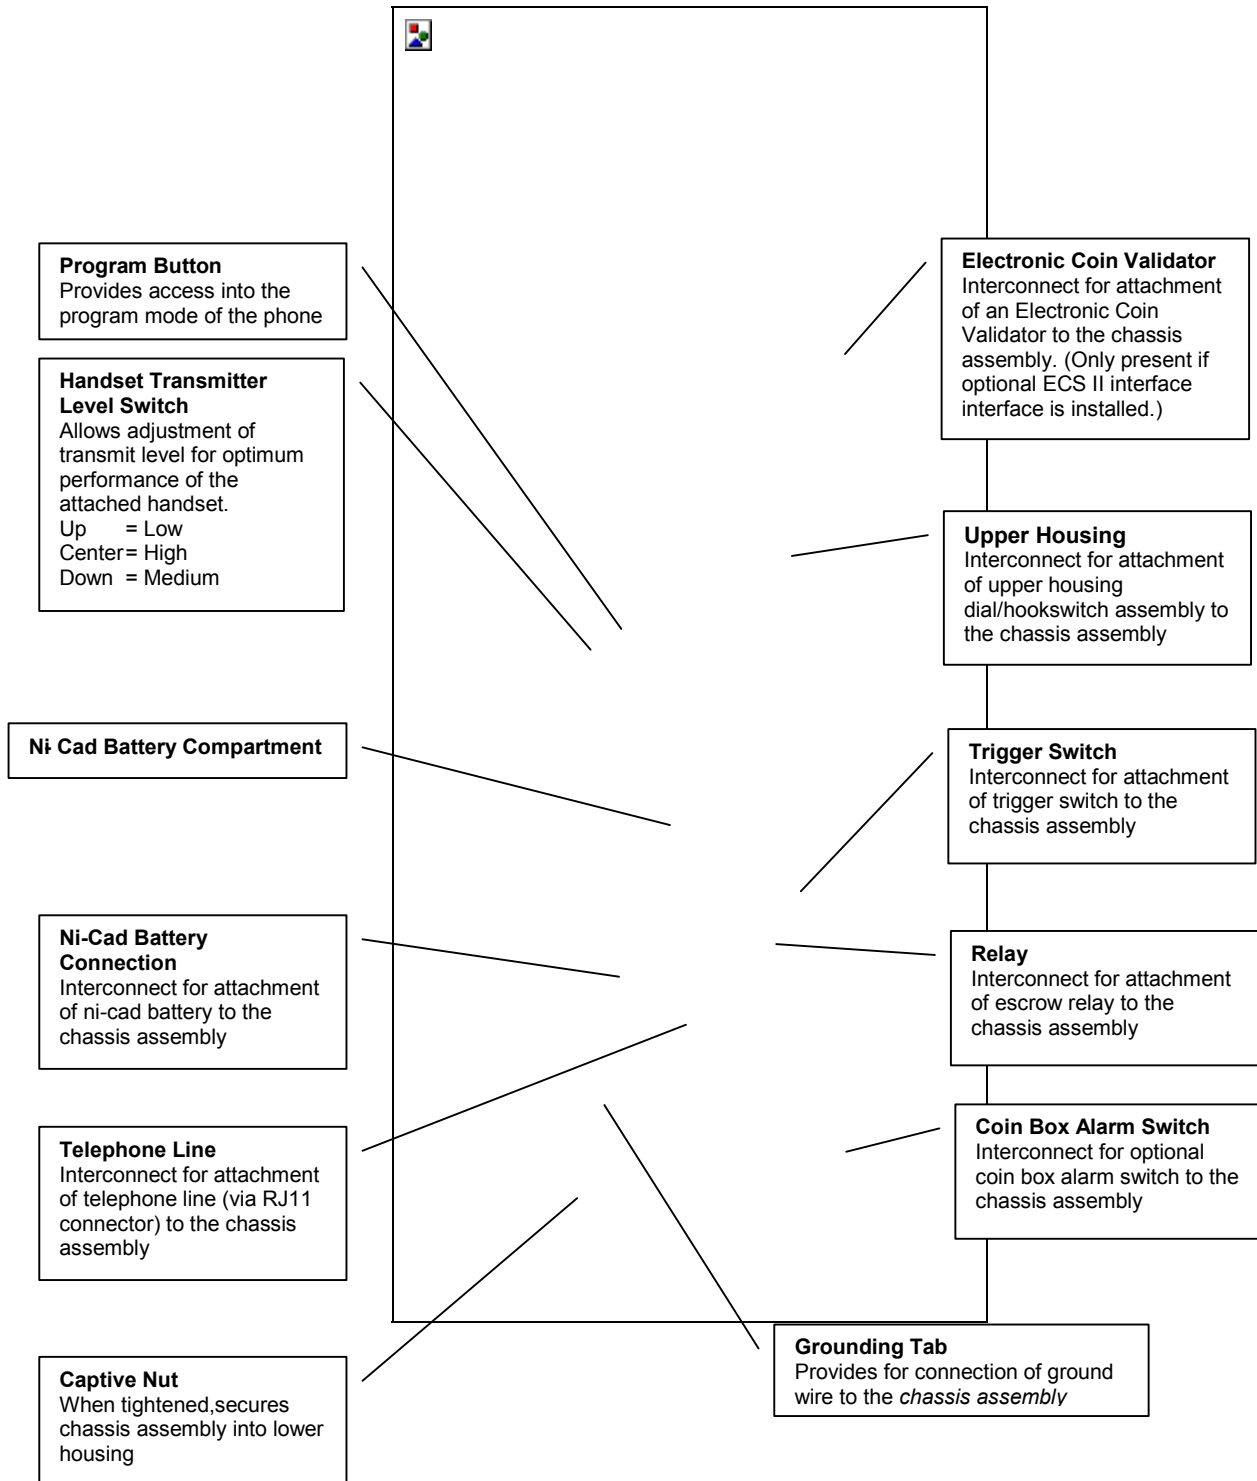 Program Button
Provides access into the
program mode of the phone
Handset Transmitter
Level Switch
Allows adjustment of
transmit level for optimum
performance of the
attached handset.
Up = Low
Center= High
Down = Medium
Ni- Cad Battery Compartment
Ni-Cad Battery
Connection
Interconnect for attachment
of ni-cad battery to the
chassis assembly
Telephone Line
Interconnect for attachment
of telephone line (via RJ11
connector) to the chassis
assembly
Captive Nut
When tightened,secures
chassis assembly into lower
housing
Electronic Coin Validator
Interconnect for attachment
of an Electronic Coin
Validator to the chassis
assembly. (Only present if
optional ECS II interface
interface is installed.)
Upper Housing
Interconnect for attachment
of upper housing
dial/hookswitch assembly to
the chassis assembly
Trigger Switch
Interconnect for attachment
of trigger switch to the
chassis assembly
Relay
Interconnect for attachment
of escrow relay to the
chassis assembly
Coin Box Alarm Switch
Interconnect for optional
coin box alarm switch to the
chassis assembly
Grounding Tab
Provides for connection of ground
wire to the chassis assembly